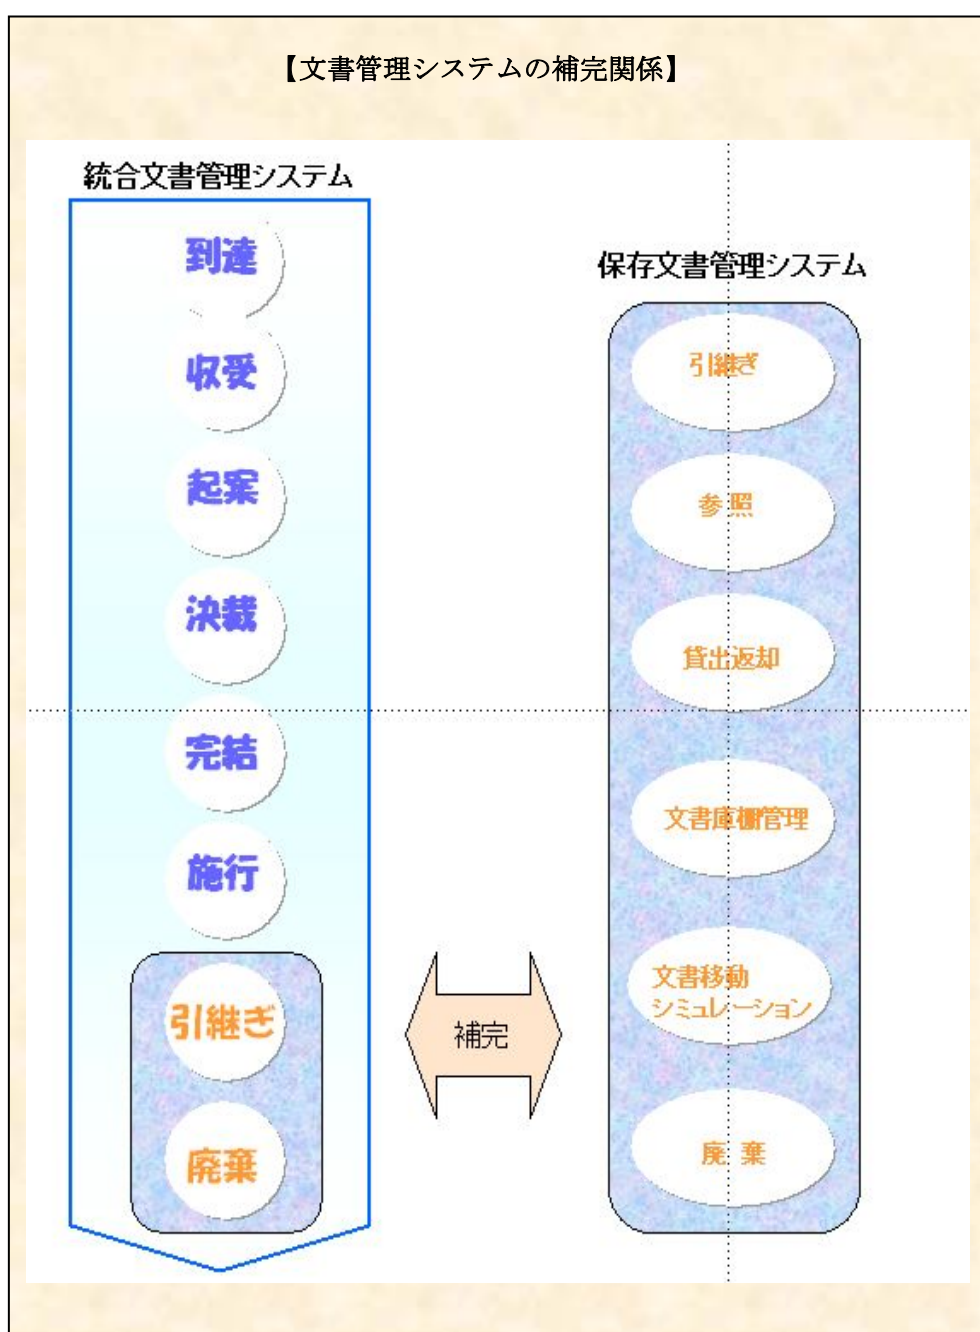 【文書管理システムの補完関係】
統合文書管理システム
到達
収受
起案
決裁
完結
施行
引継ぎ
廃棄
補完
保存文書管理システム
引継ぎ
参照
貸出返却
文書庫棚管理
文書移動
シミュレーション
廃棄